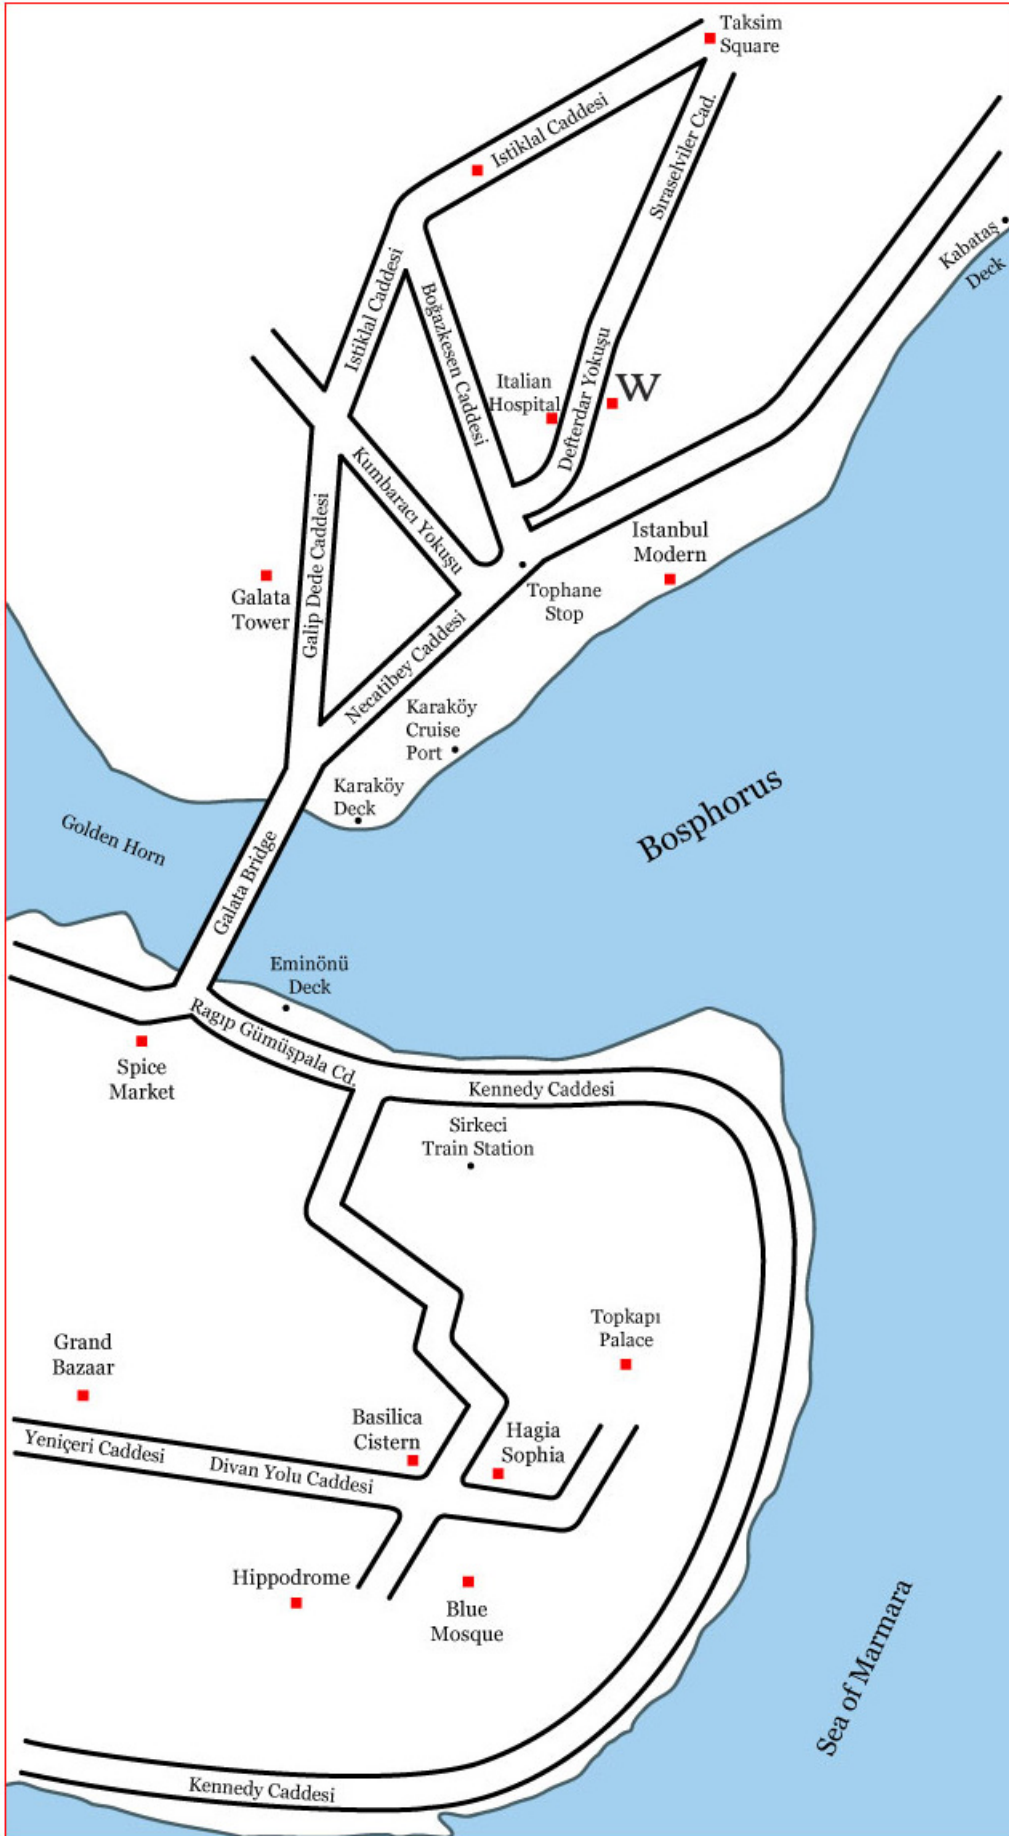 Taksim
Square
Istiklal Caddesi
Sıraselviler Cad.
Kabataş
Deck
Istiklal Caddesi
Boğazkesen Caddesi
Italian
Hospital
Defterdar Yokuşu
W
Kumbaracı Yokuşu
Galip Dede Caddesi
Istanbul
Modern
Galata
Tower
Tophane
Stop
Necatibey Caddesi
Karaköy
Cruise
Port
Karaköy
Deck
Bosphorus
Golden Horn
Galata Bridge
Eminönü
Deck
Ragıp Gümüşpala Cd.
Spice
Market
Kennedy Caddesi
Sirkeci
Train Station
Topkapı
Palace
Grand
Bazaar
Basilica
Cistern
Hagia
Sophia
Yeniçeri Caddesi
Divan Yolu Caddesi
Hippodrome
Blue
Mosque
Sea of Marmara
Kennedy Caddesi